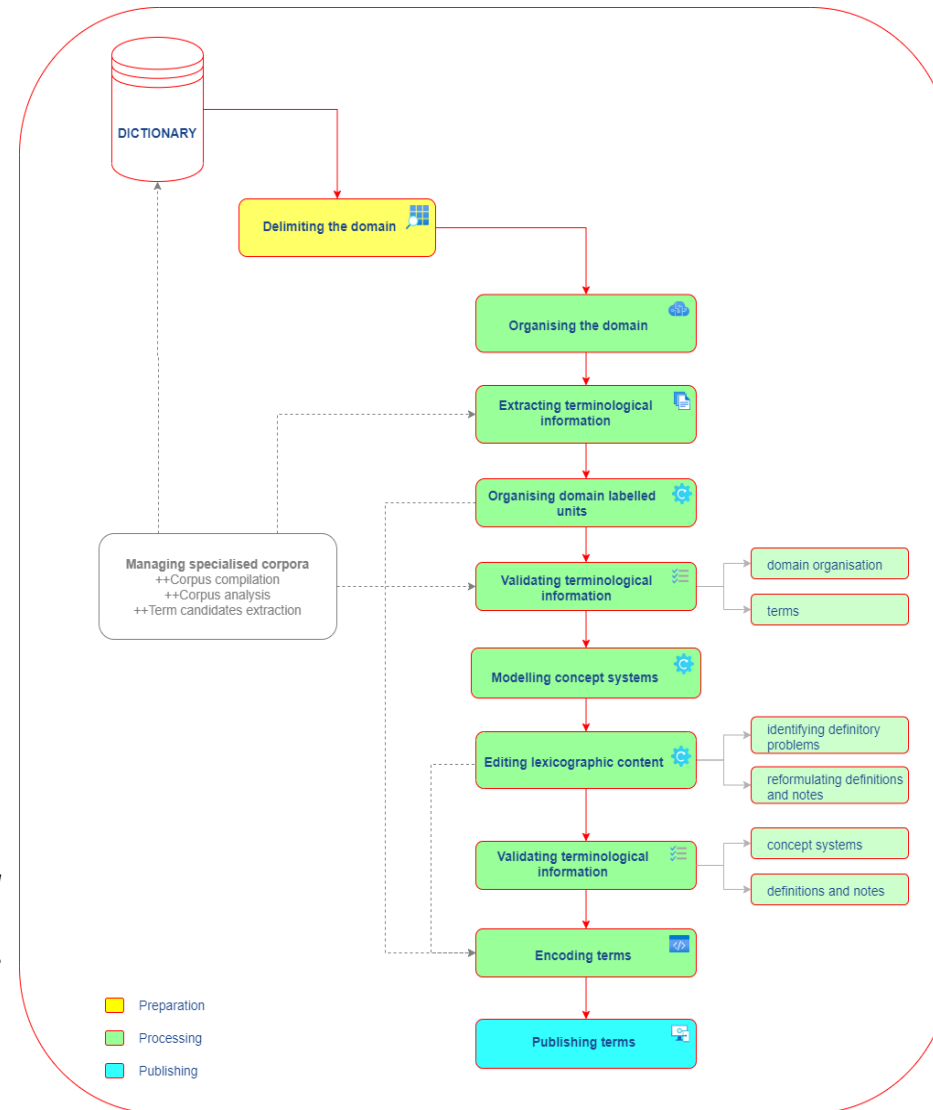 DICTIONARY
Delimiting the domain
Organising the domain
Extracting terminological
information
Organising domain labelled
units
Managing specialised corpora
++Corpus compilation
++Corpus analysis
++Term candidates extraction
Validating terminological
information
domain organisation
terms
Modelling concept systems
Editing lexicographic content
identifying definitory
problems
reformulating definitions
and notes
Validating terminological
information
concept systems
definitions and notes
Encoding terms
Publishing terms
Preparation
Processing
Publishing